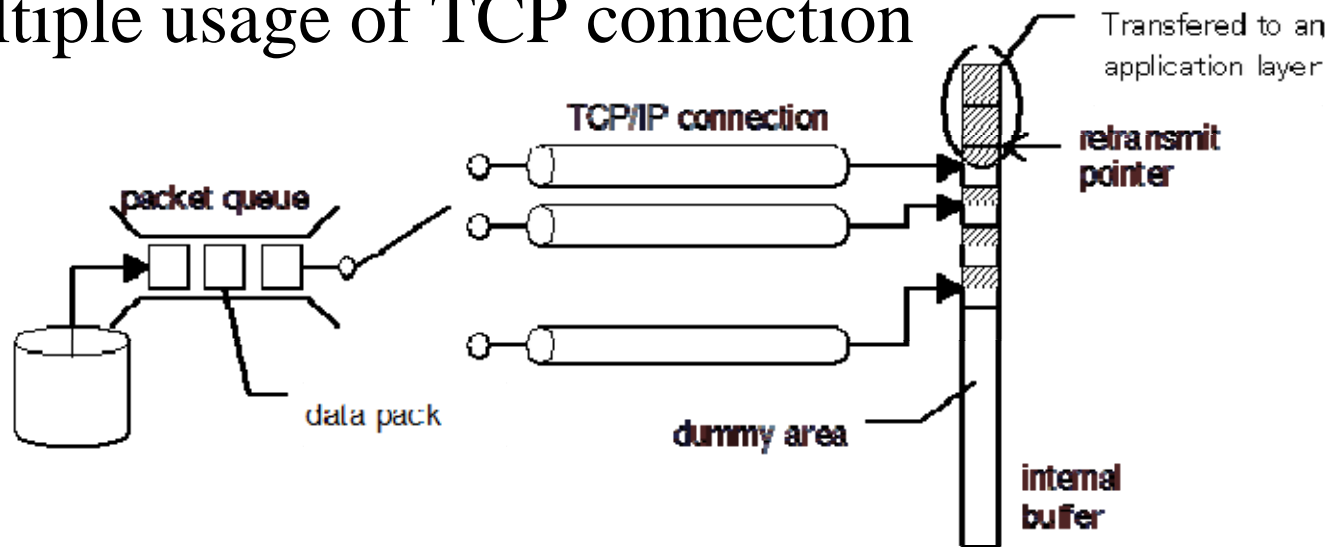 ltiple usage of TCP connection
Transfered to an
application layer
TCP/IP connection
retransmit
pointer
packet queue
data pack
dummy area
internal
buffer